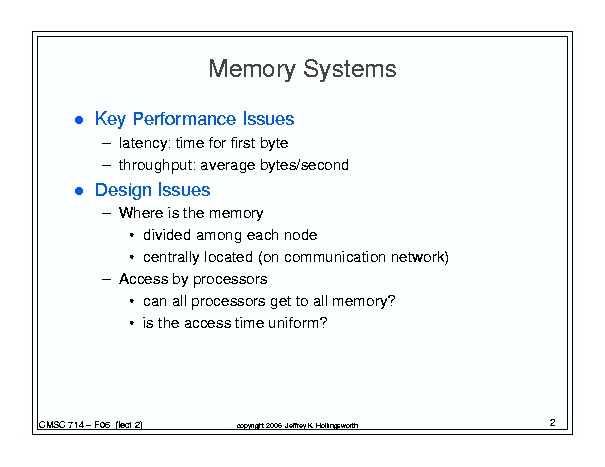 Memory Systems
● Key Performance Issues
– latency: time for first byte
– throughput: average bytes/second
● Design Issues
– Where is the memory
• divided among each node
• centrally located (on communication network)
– Access by processors
• can all processors get to all memory?
• is the access time uniform?
CMSC 714 – F06 (lect 2)
copyright 2006 Jeffrey K. Hollingsworth
2